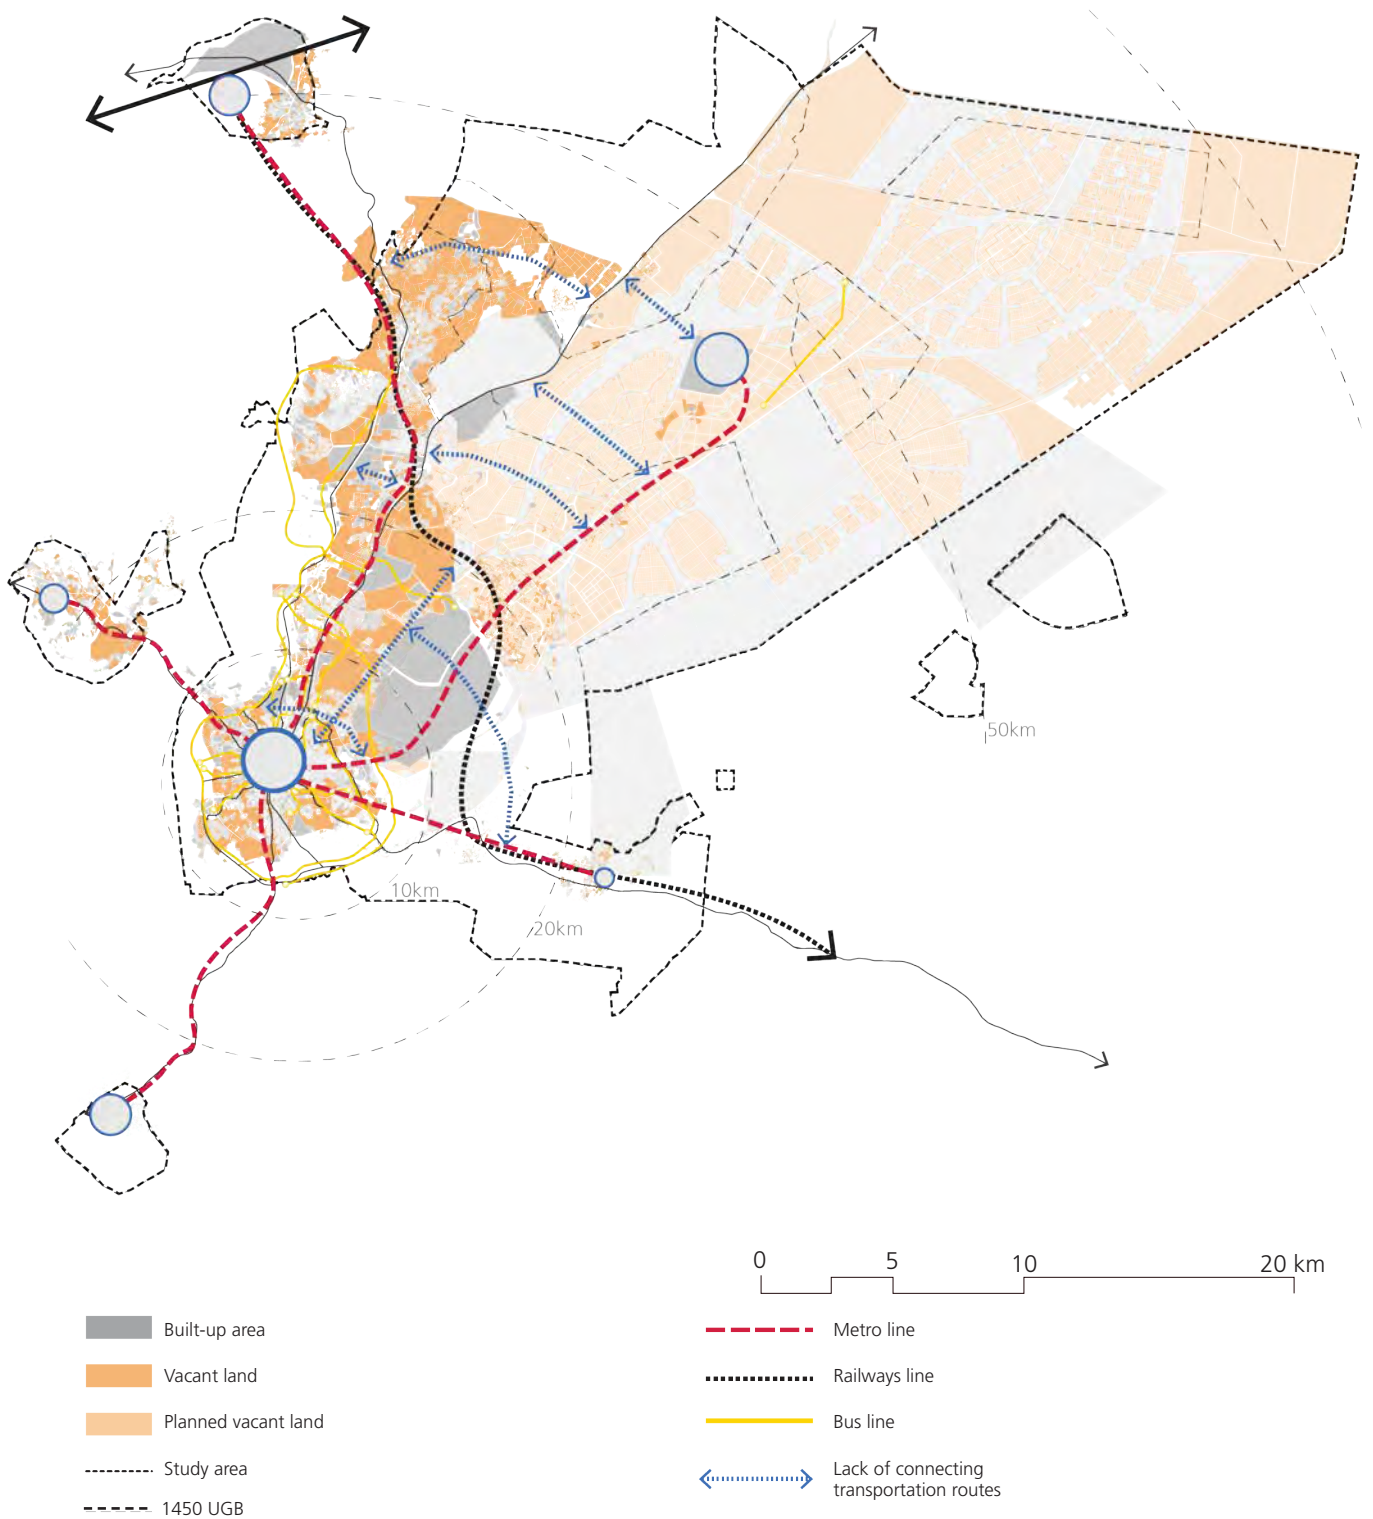 50km
10km
20km
0 5 10 20 km
Built-up area
Vacant land
Planned vacant land
Study area
1450 UGB
Metro line
Railways line
Bus line
Lack of connecting
transportation routes